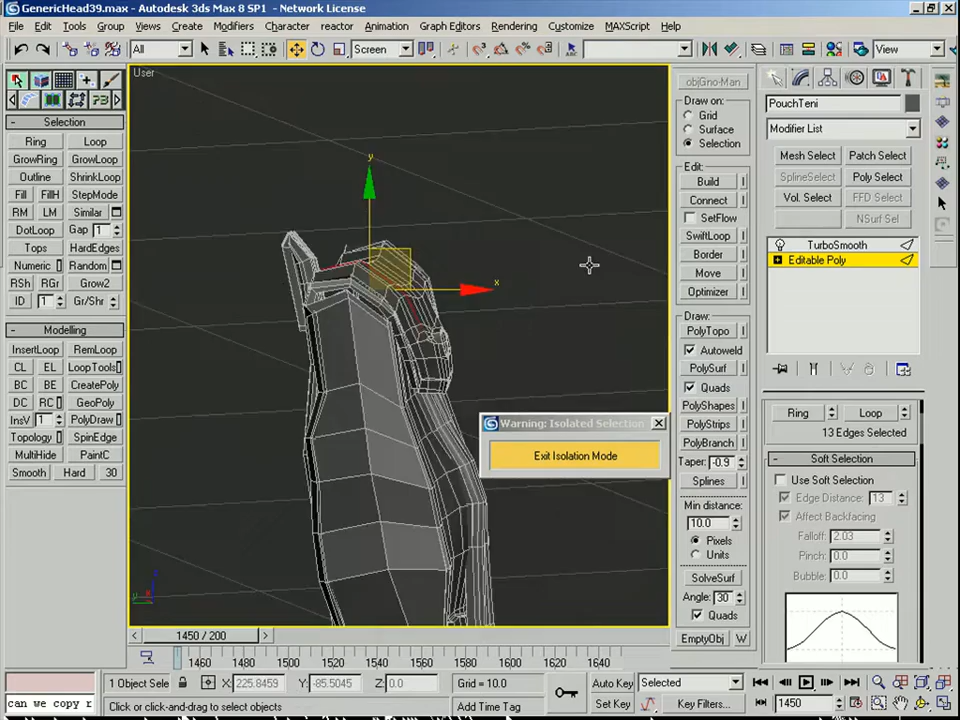 GenericHead39.max - Autodesk 3ds Max 8 SP1 - Network License
File Edit Tools Group Views Create Modifiers Character reactor Animation Graph Editors Rendering Customize MAXScript Help
All Screen View
User
Selection
Ring Loop
GrowRing GrowLoop
Outline ShrinkLoop
Fill FillH StepMode
RM LM Similar
DotLoop Gap 1
Tops HardEdges
Numeric Random
RSh RGr Grow2
ID 1 Gr/Shr
Modelling
InsertLoop RemLoop
CL EL LoopTools
BC BE CreatePoly
DC RC GeoPoly
InsV 1 PolyDraw
Topology SpinEdge
MultiHide PaintC
Smooth Hard 30
y
x
Warning: Isolated Selection
Exit Isolation Mode
objGno-Man
Draw on:
Grid
Surface
Selection
Edit:
Build
Connect
SetFlow
SwiftLoop
Border
Move
Optimizer
Draw:
PolyTopo
Autoweld
PolySurf
Quads
PolyShapes
PolyStrips
PolyBranch
Taper: -0.9
Splines
Min distance:
10.0
Pixels
Units
SolveSurf
Angle: 30
Quads
EmptyObj W
PouchTeni
Modifier List
Mesh Select Patch Select
SplineSelect Poly Select
Vol. Select FFD Select
NSurf Sel
TurboSmooth
Editable Poly
Ring Loop
13 Edges Selected
Soft Selection
Use Soft Selection
Edge Distance: 13
Affect Backfacing
Falloff: 2.03
Pinch: 0.0
Bubble: 0.0
1450 / 200
1460 1480 1500 1520 1540 1560 1580 1600 1620 1640
1 Object Sele X: 225.8459 Y: -85.5045 Z: 0.0 Grid = 10.0 Auto Key Selected
can we copy r Click or click-and-drag to select objects Add Time Tag Set Key Key Filters... 1450